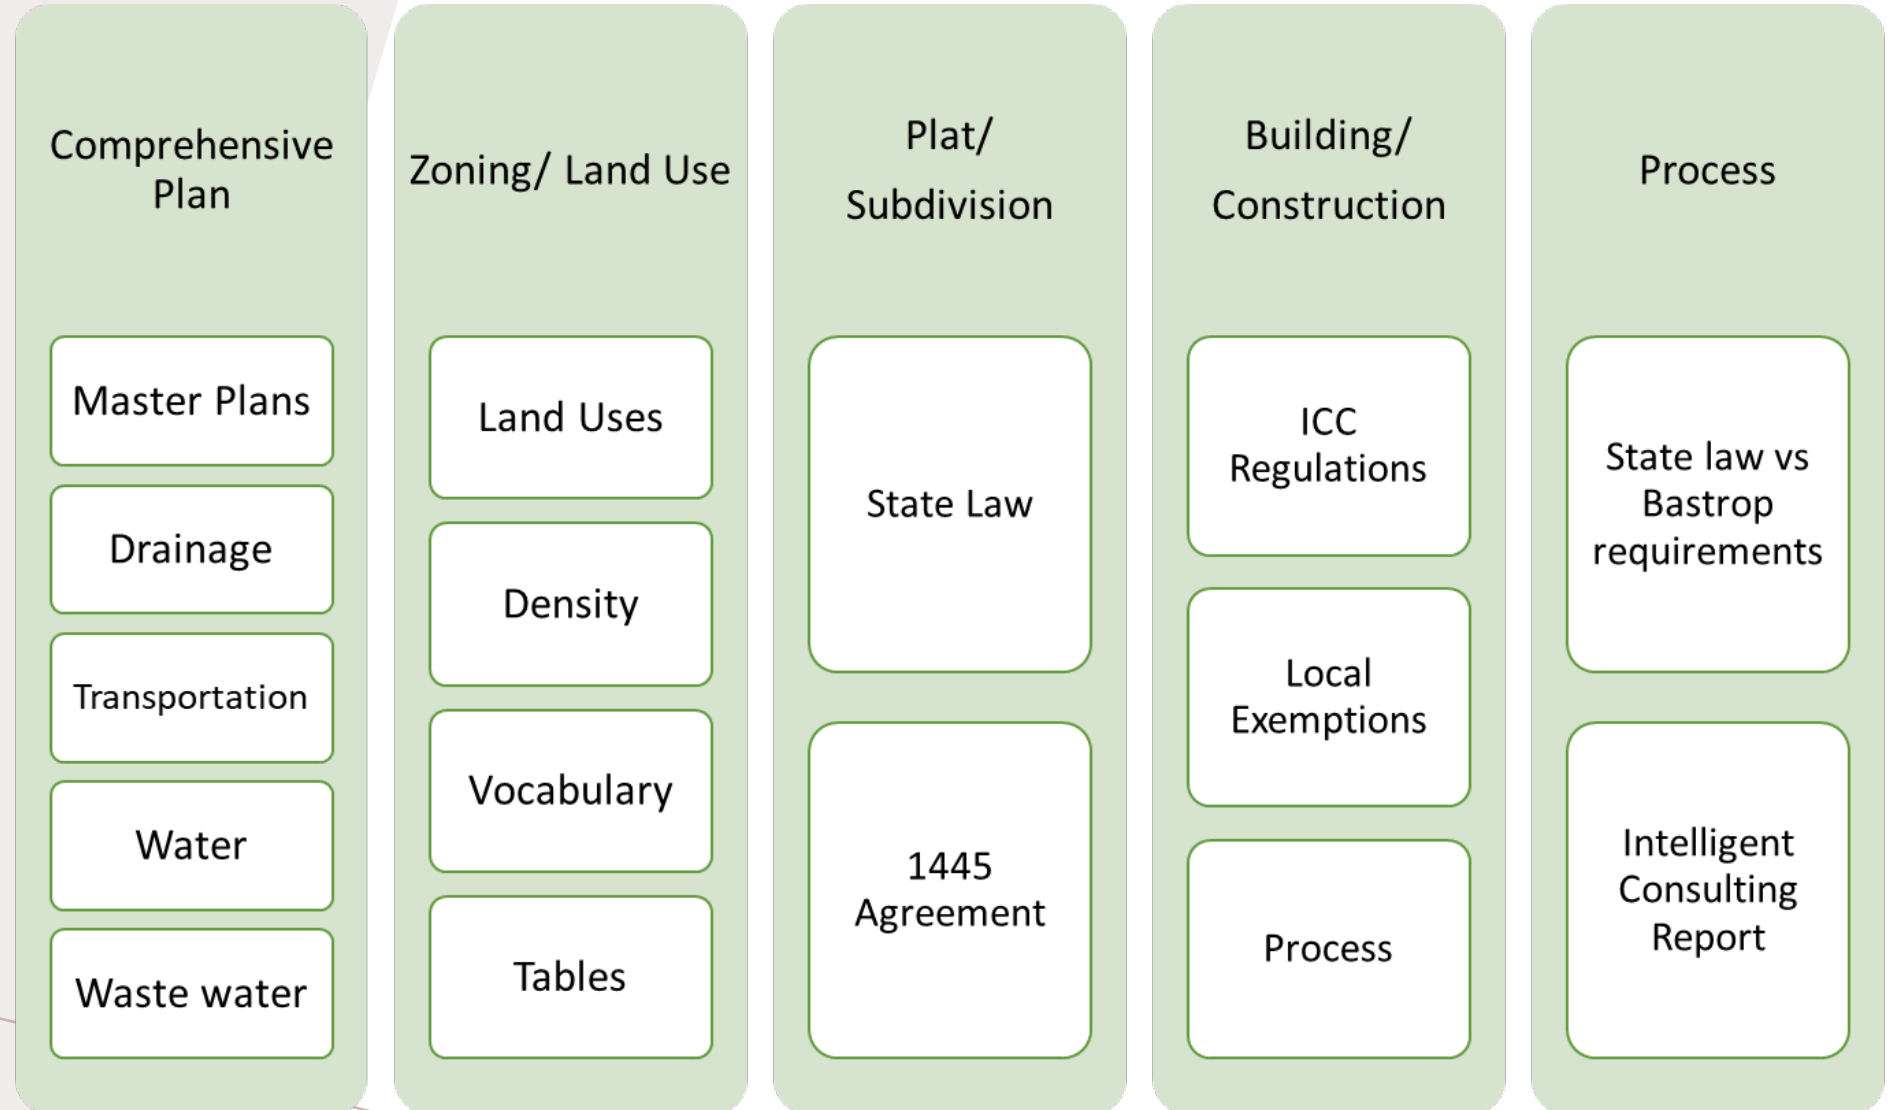 Comprehensive
Plan
Master Plans
Drainage
Transportation
Water
Waste water
Zoning/ Land Use
Land Uses
Density
Vocabulary
Tables
Plat/
Subdivision
State Law
1445
Agreement
Building/
Construction
ICC
Regulations
Local
Exemptions
Process
Process
State law vs
Bastrop
requirements
Intelligent
Consulting
Report